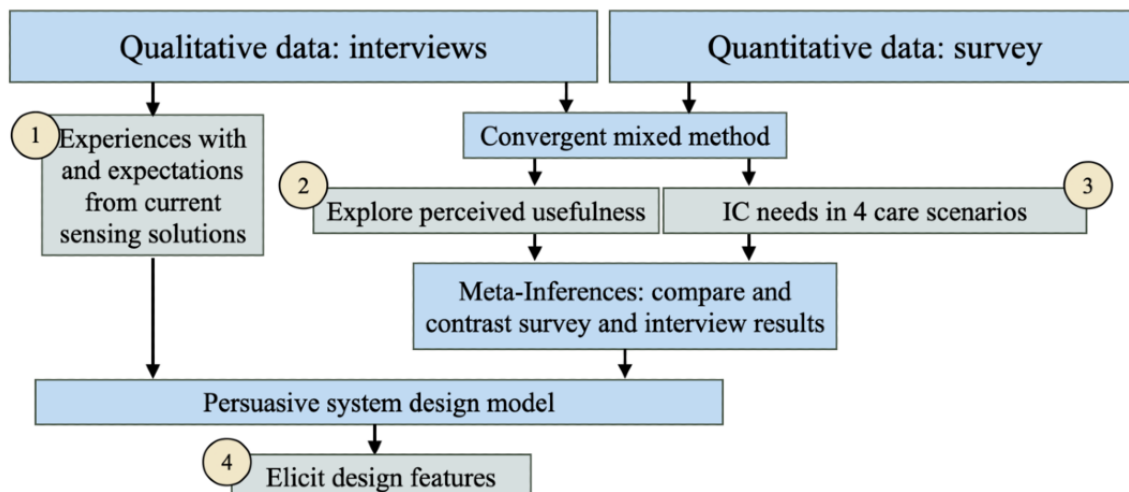 Qualitative data: interviews
Quantitative data: survey
1
Experiences with
and expectations
from current
sensing solutions
Convergent mixed method
2
Explore perceived usefulness
3
IC needs in 4 care scenarios
Meta-Inferences: compare and
contrast survey and interview results
Persuasive system design model
4
Elicit design features